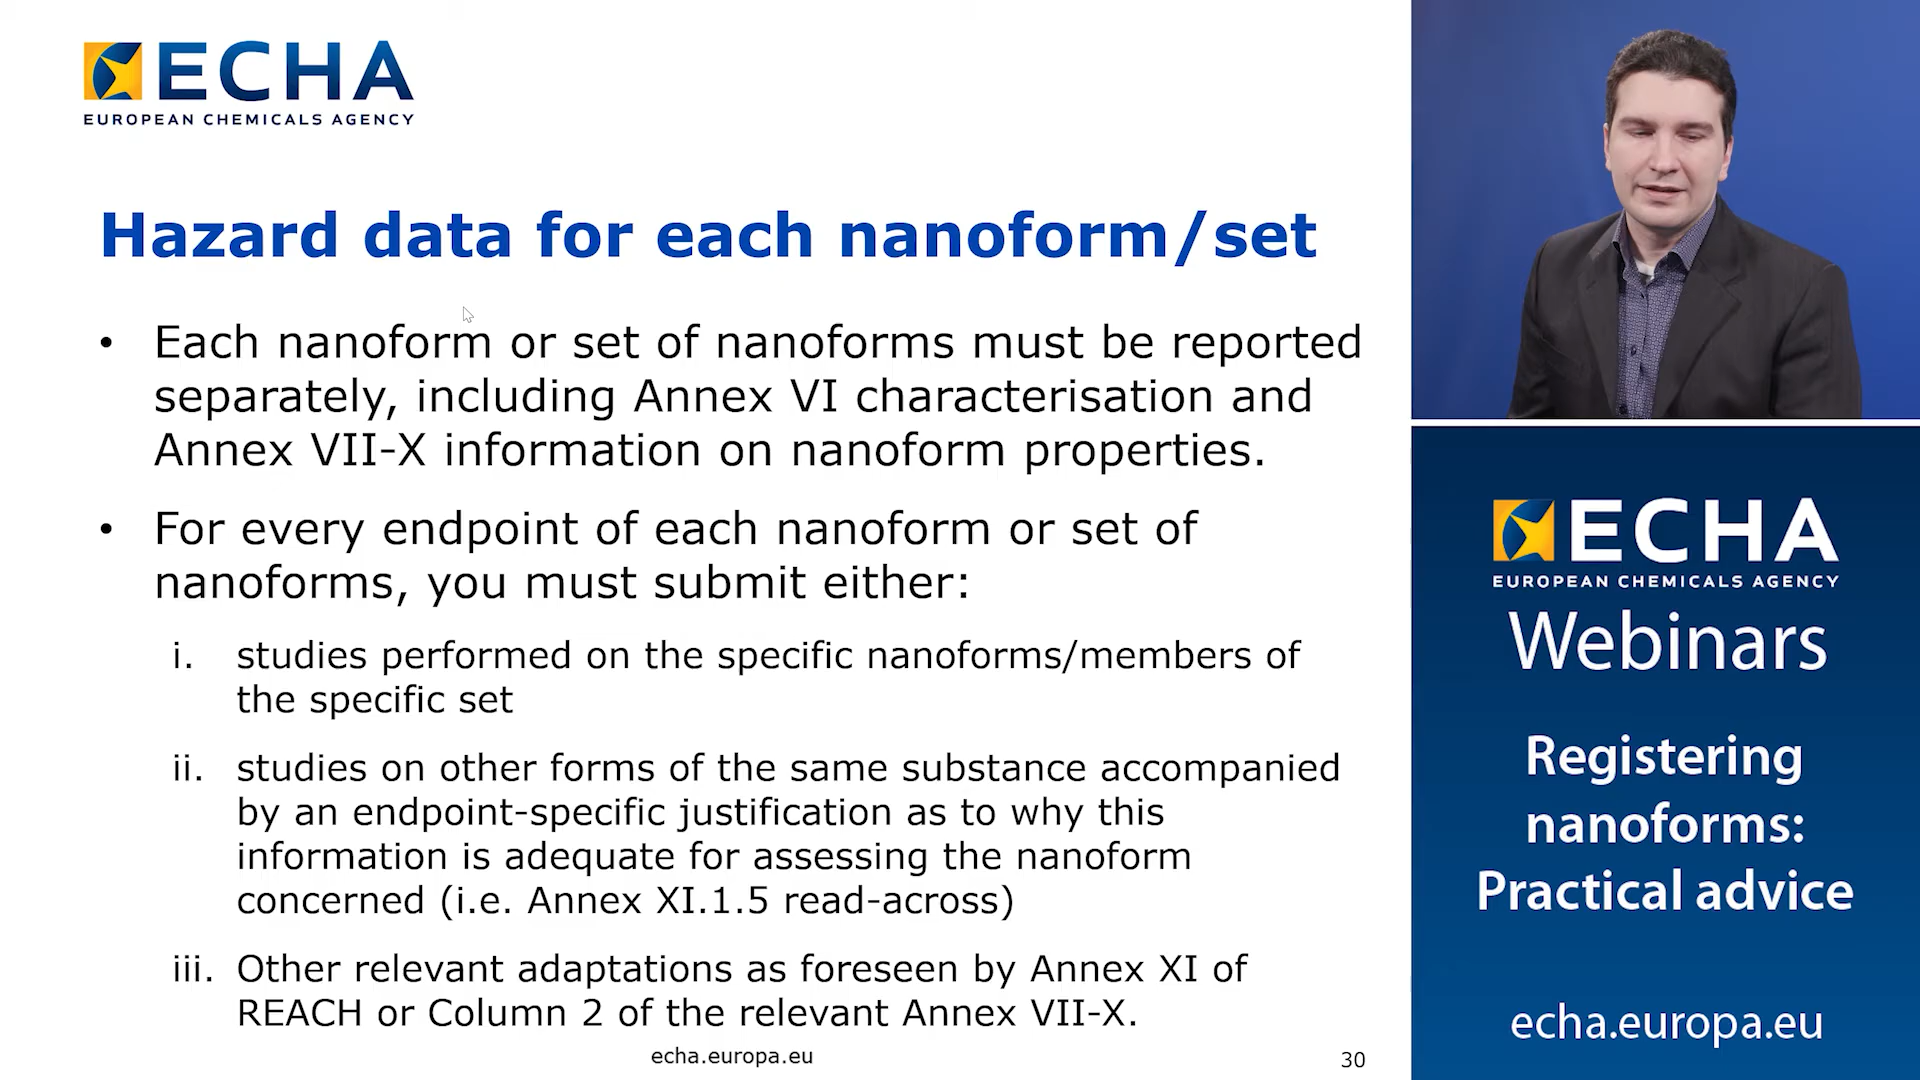 ECHA
EUROPEAN CHEMICALS AGENCY
Hazard data for each nanoform/set
• Each nanoform or set of nanoforms must be reported
separately, including Annex VI characterisation and
Annex VII-X information on nanoform properties.
• For every endpoint of each nanoform or set of
nanoforms, you must submit either:
i. studies performed on the specific nanoforms/members of
the specific set
ii. studies on other forms of the same substance accompanied
by an endpoint-specific justification as to why this
information is adequate for assessing the nanoform
concerned (i.e. Annex XI.1.5 read-across)
iii. Other relevant adaptations as foreseen by Annex XI of
REACH or Column 2 of the relevant Annex VII-X.
echa.europa.eu
30
ECHA
EUROPEAN CHEMICALS AGENCY
Webinars
Registering
nanoforms:
Practical advice
echa.europa.eu